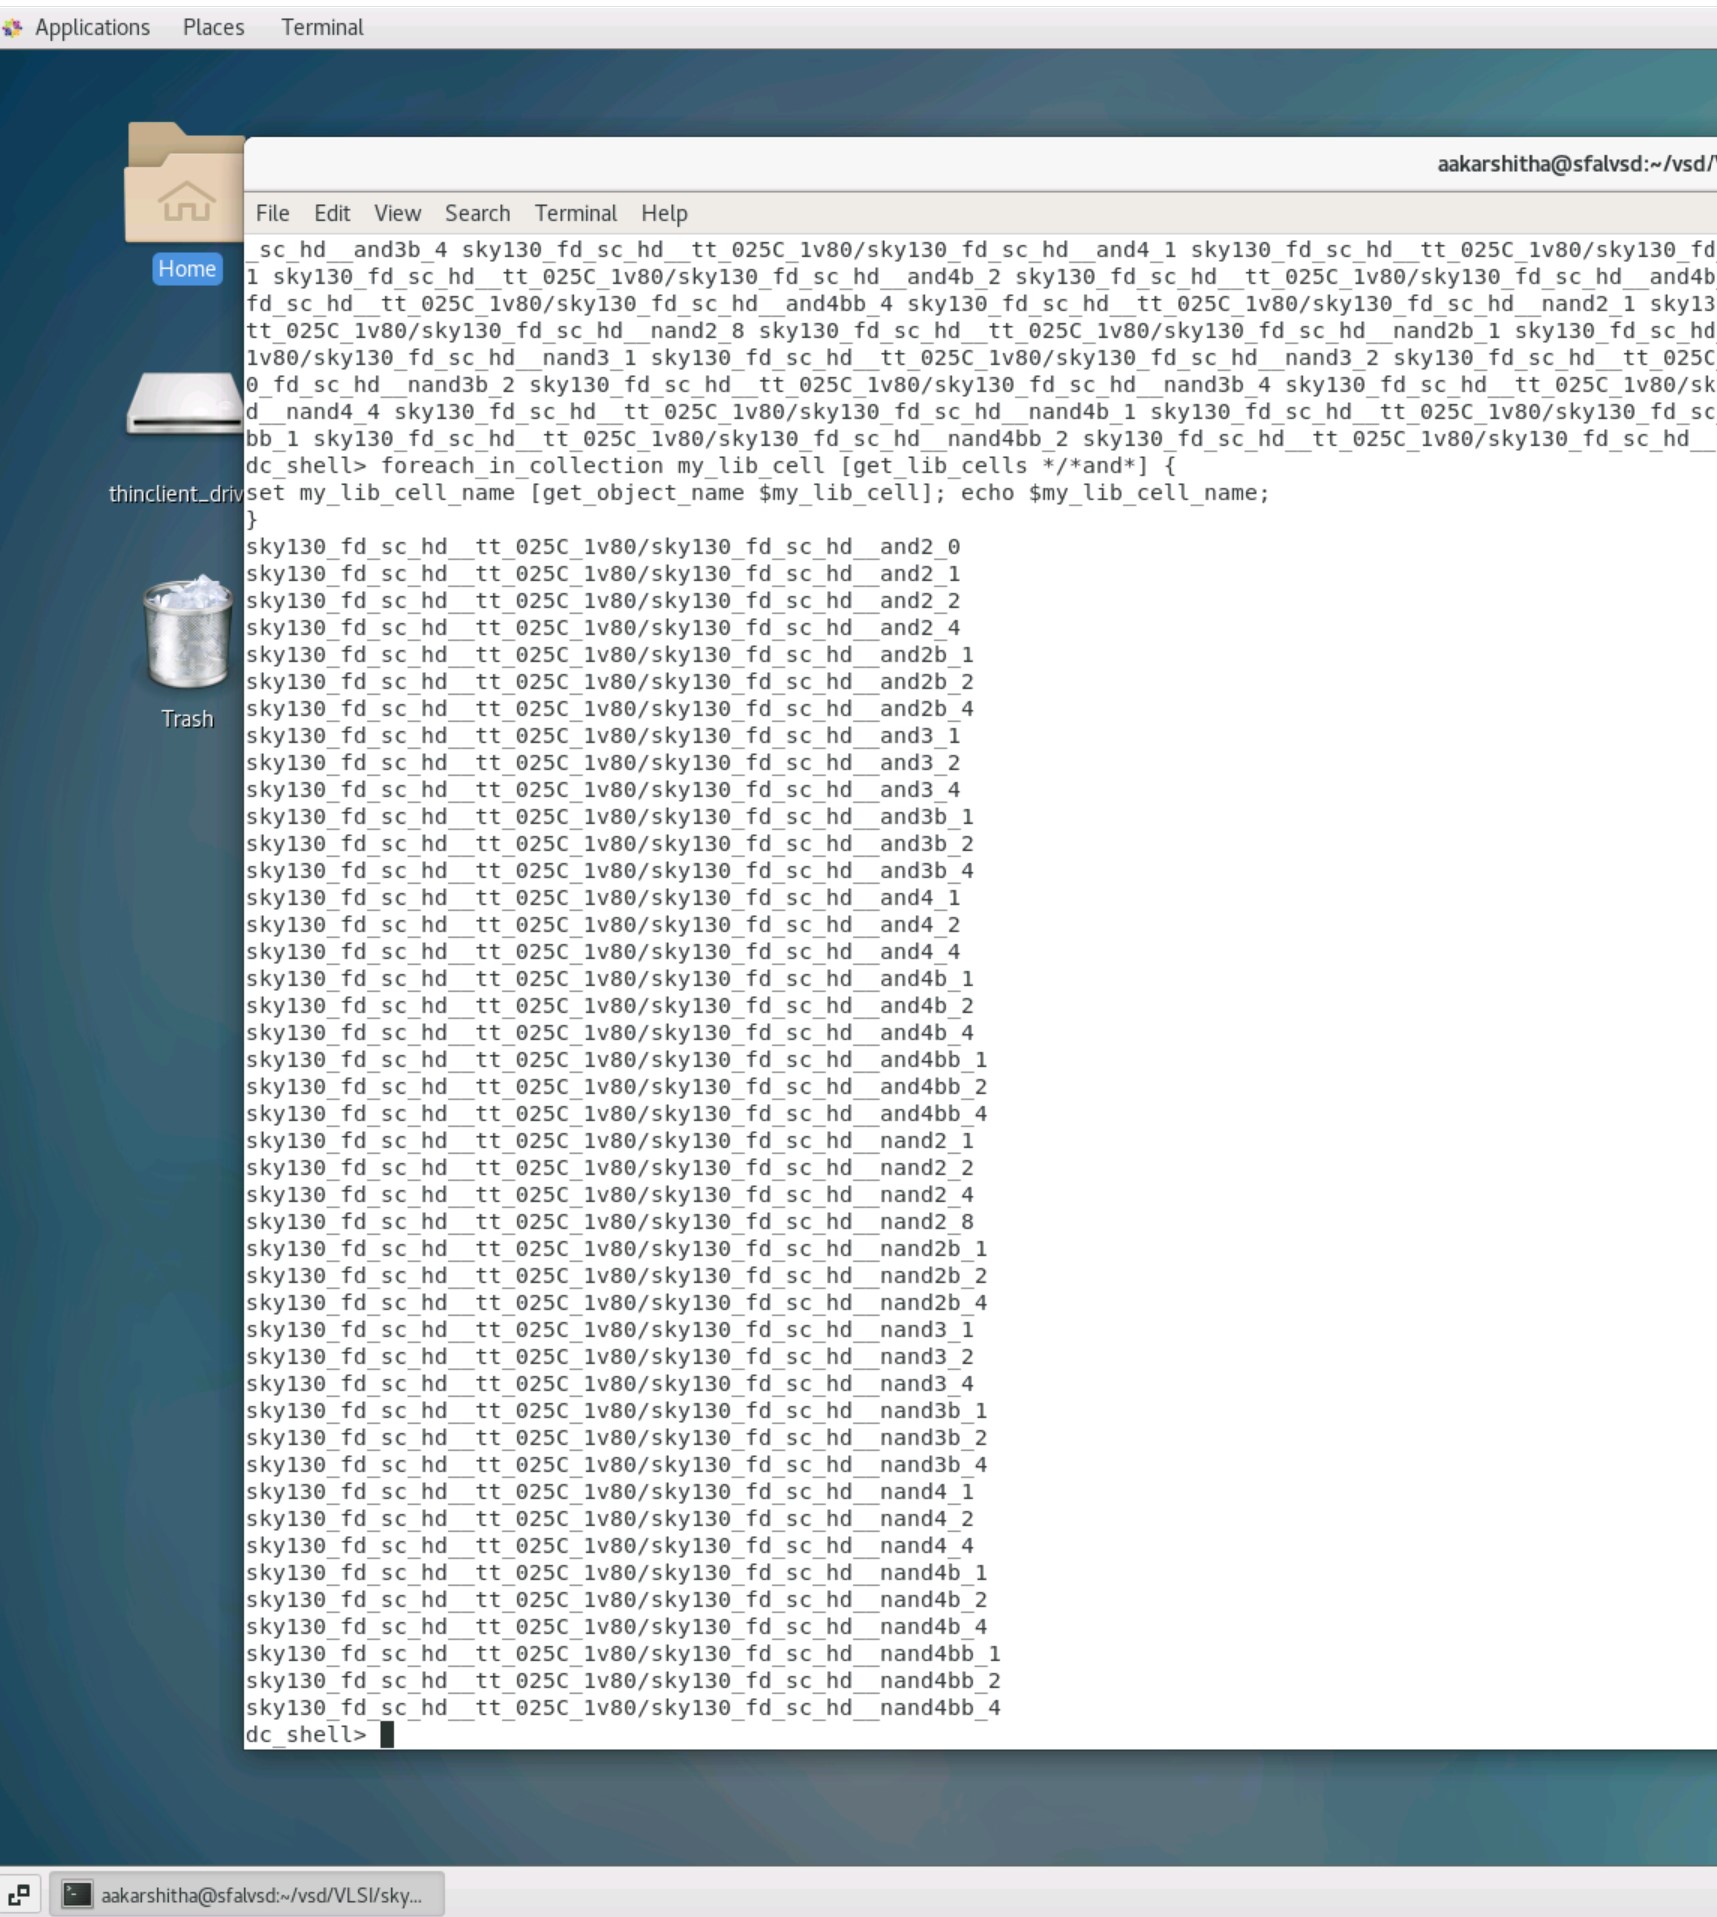 Applications Places Terminal
aakarshitha@sfalvsd:~/vsd/V
File Edit View Search Terminal Help
_sc_hd__and3b_4 sky130_fd_sc_hd__tt_025C_1v80/sky130_fd_sc_hd__and4_1 sky130_fd_sc_hd__tt_025C_1v80/sky130_fd_
1 sky130_fd_sc_hd__tt_025C_1v80/sky130_fd_sc_hd__and4b_2 sky130_fd_sc_hd__tt_025C_1v80/sky130_fd_sc_hd__and4b_
fd_sc_hd__tt_025C_1v80/sky130_fd_sc_hd__and4bb_4 sky130_fd_sc_hd__tt_025C_1v80/sky130_fd_sc_hd__nand2_1 sky13
tt_025C_1v80/sky130_fd_sc_hd__nand2_8 sky130_fd_sc_hd__tt_025C_1v80/sky130_fd_sc_hd__nand2b_1 sky130_fd_sc_hd_
1v80/sky130_fd_sc_hd__nand3_1 sky130_fd_sc_hd__tt_025C_1v80/sky130_fd_sc_hd__nand3_2 sky130_fd_sc_hd__tt_025C_
0_fd_sc_hd__nand3b_2 sky130_fd_sc_hd__tt_025C_1v80/sky130_fd_sc_hd__nand3b_4 sky130_fd_sc_hd__tt_025C_1v80/sk
d__nand4_4 sky130_fd_sc_hd__tt_025C_1v80/sky130_fd_sc_hd__nand4b_1 sky130_fd_sc_hd__tt_025C_1v80/sky130_fd_sc_
bb_1 sky130_fd_sc_hd__tt_025C_1v80/sky130_fd_sc_hd__nand4bb_2 sky130_fd_sc_hd__tt_025C_1v80/sky130_fd_sc_hd__
dc_shell> foreach_in_collection my_lib_cell [get_lib_cells */*and*] {
set my_lib_cell_name [get_object_name $my_lib_cell]; echo $my_lib_cell_name;
}
sky130_fd_sc_hd__tt_025C_1v80/sky130_fd_sc_hd__and2_0
sky130_fd_sc_hd__tt_025C_1v80/sky130_fd_sc_hd__and2_1
sky130_fd_sc_hd__tt_025C_1v80/sky130_fd_sc_hd__and2_2
sky130_fd_sc_hd__tt_025C_1v80/sky130_fd_sc_hd__and2_4
sky130_fd_sc_hd__tt_025C_1v80/sky130_fd_sc_hd__and2b_1
sky130_fd_sc_hd__tt_025C_1v80/sky130_fd_sc_hd__and2b_2
sky130_fd_sc_hd__tt_025C_1v80/sky130_fd_sc_hd__and2b_4
sky130_fd_sc_hd__tt_025C_1v80/sky130_fd_sc_hd__and3_1
sky130_fd_sc_hd__tt_025C_1v80/sky130_fd_sc_hd__and3_2
sky130_fd_sc_hd__tt_025C_1v80/sky130_fd_sc_hd__and3_4
sky130_fd_sc_hd__tt_025C_1v80/sky130_fd_sc_hd__and3b_1
sky130_fd_sc_hd__tt_025C_1v80/sky130_fd_sc_hd__and3b_2
sky130_fd_sc_hd__tt_025C_1v80/sky130_fd_sc_hd__and3b_4
sky130_fd_sc_hd__tt_025C_1v80/sky130_fd_sc_hd__and4_1
sky130_fd_sc_hd__tt_025C_1v80/sky130_fd_sc_hd__and4_2
sky130_fd_sc_hd__tt_025C_1v80/sky130_fd_sc_hd__and4_4
sky130_fd_sc_hd__tt_025C_1v80/sky130_fd_sc_hd__and4b_1
sky130_fd_sc_hd__tt_025C_1v80/sky130_fd_sc_hd__and4b_2
sky130_fd_sc_hd__tt_025C_1v80/sky130_fd_sc_hd__and4b_4
sky130_fd_sc_hd__tt_025C_1v80/sky130_fd_sc_hd__and4bb_1
sky130_fd_sc_hd__tt_025C_1v80/sky130_fd_sc_hd__and4bb_2
sky130_fd_sc_hd__tt_025C_1v80/sky130_fd_sc_hd__and4bb_4
sky130_fd_sc_hd__tt_025C_1v80/sky130_fd_sc_hd__nand2_1
sky130_fd_sc_hd__tt_025C_1v80/sky130_fd_sc_hd__nand2_2
sky130_fd_sc_hd__tt_025C_1v80/sky130_fd_sc_hd__nand2_4
sky130_fd_sc_hd__tt_025C_1v80/sky130_fd_sc_hd__nand2_8
sky130_fd_sc_hd__tt_025C_1v80/sky130_fd_sc_hd__nand2b_1
sky130_fd_sc_hd__tt_025C_1v80/sky130_fd_sc_hd__nand2b_2
sky130_fd_sc_hd__tt_025C_1v80/sky130_fd_sc_hd__nand2b_4
sky130_fd_sc_hd__tt_025C_1v80/sky130_fd_sc_hd__nand3_1
sky130_fd_sc_hd__tt_025C_1v80/sky130_fd_sc_hd__nand3_2
sky130_fd_sc_hd__tt_025C_1v80/sky130_fd_sc_hd__nand3_4
sky130_fd_sc_hd__tt_025C_1v80/sky130_fd_sc_hd__nand3b_1
sky130_fd_sc_hd__tt_025C_1v80/sky130_fd_sc_hd__nand3b_2
sky130_fd_sc_hd__tt_025C_1v80/sky130_fd_sc_hd__nand3b_4
sky130_fd_sc_hd__tt_025C_1v80/sky130_fd_sc_hd__nand4_1
sky130_fd_sc_hd__tt_025C_1v80/sky130_fd_sc_hd__nand4_2
sky130_fd_sc_hd__tt_025C_1v80/sky130_fd_sc_hd__nand4_4
sky130_fd_sc_hd__tt_025C_1v80/sky130_fd_sc_hd__nand4b_1
sky130_fd_sc_hd__tt_025C_1v80/sky130_fd_sc_hd__nand4b_2
sky130_fd_sc_hd__tt_025C_1v80/sky130_fd_sc_hd__nand4b_4
sky130_fd_sc_hd__tt_025C_1v80/sky130_fd_sc_hd__nand4bb_1
sky130_fd_sc_hd__tt_025C_1v80/sky130_fd_sc_hd__nand4bb_2
sky130_fd_sc_hd__tt_025C_1v80/sky130_fd_sc_hd__nand4bb_4
dc_shell>
Home
thinclient_driv
Trash
aakarshitha@sfalvsd:~/vsd/VLSI/sky...